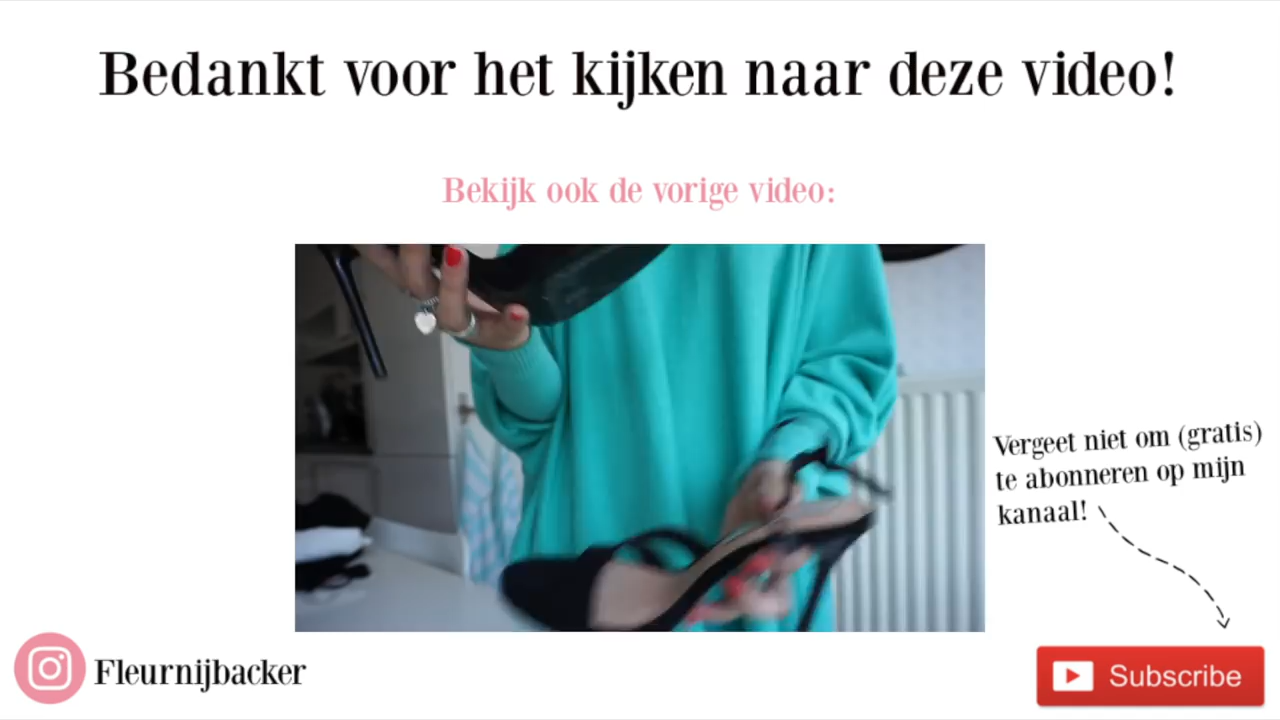 Bedankt voor het kijken naar deze video!
Bekijk ook de vorige video:
Vergeet niet om (gratis)
te abonneren op mijn
kanaal!
Fleurnijbacker
Subscribe